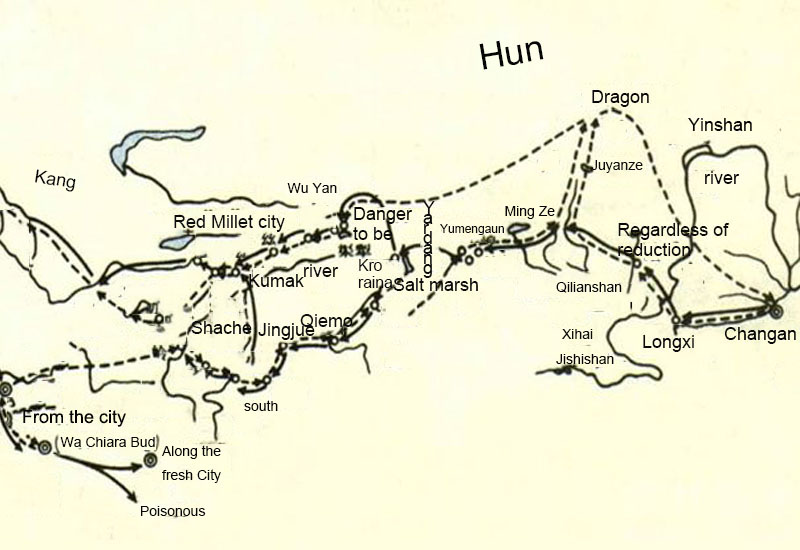 Hun
Dragon
Yinshan
Kang
Juyanze
river
Wu Yan
Red Millet city
Danger
to be
Yardang
Ming Ze
Yumengaun
Regardless of
reduction
Kumak
river
Kro
raina
Salt marsh
Qilianshan
Shache
Jingjue
Qiemo
Xihai
Longxi
Changan
Jishishan
south
From the city
(Wa Chiara Bud)
Along the
fresh City
Poisonous